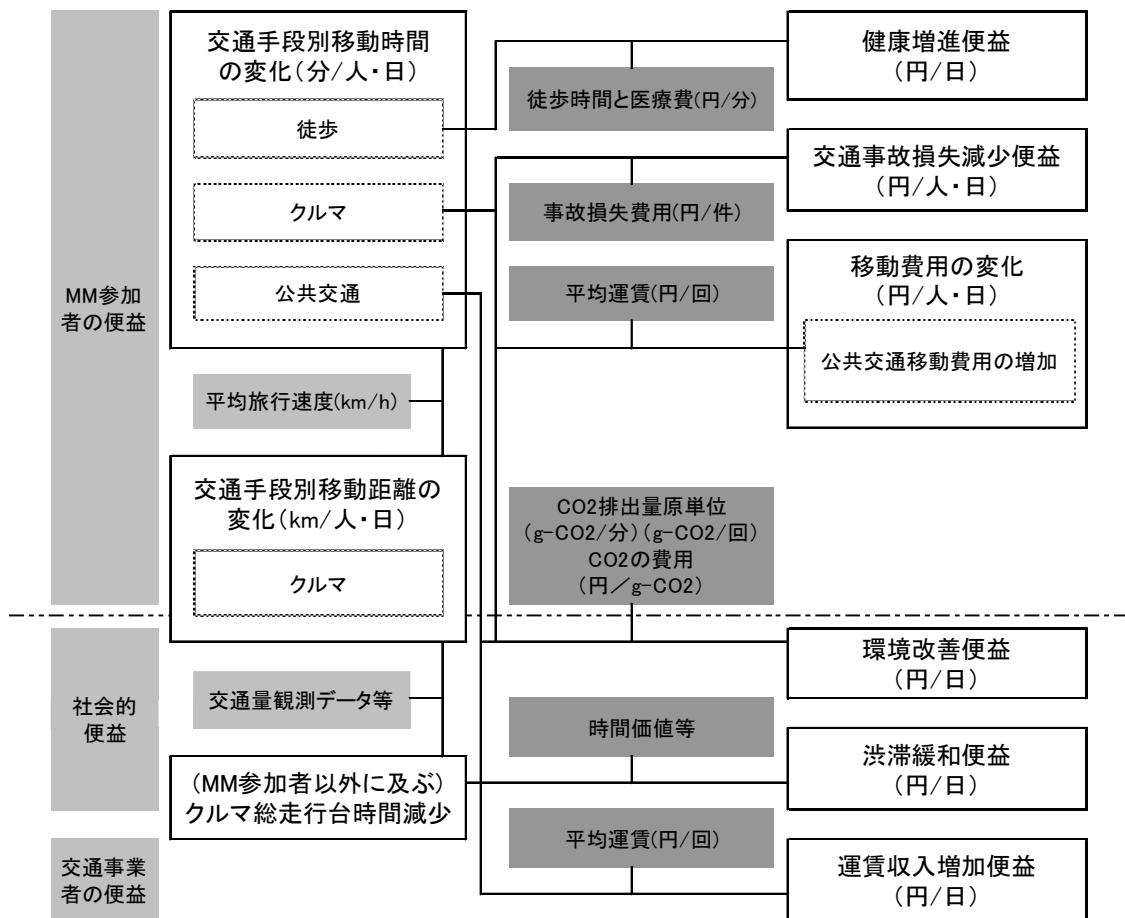 MM参加
者の便益
交通手段別移動時間
の変化(分/人・日)
徒歩
クルマ
公共交通
平均旅行速度(km/h)
交通手段別移動距離の
変化(km/人・日)
クルマ
徒歩時間と医療費(円/分)
事故損失費用(円/件)
平均運賃(円/回)
CO2排出量原単位
(g-CO2/分)(g-CO2/回)
CO2の費用
(円/g-CO2)
健康増進便益
(円/日)
交通事故損失減少便益
(円/人・日)
移動費用の変化
(円/人・日)
公共交通移動費用の増加
社会的
便益
交通量観測データ等
(MM参加者以外に及ぶ)
クルマ総走行台時間減少
時間価値等
環境改善便益
(円/日)
渋滞緩和便益
(円/日)
交通事業
者の便益
平均運賃(円/回)
運賃収入増加便益
(円/日)